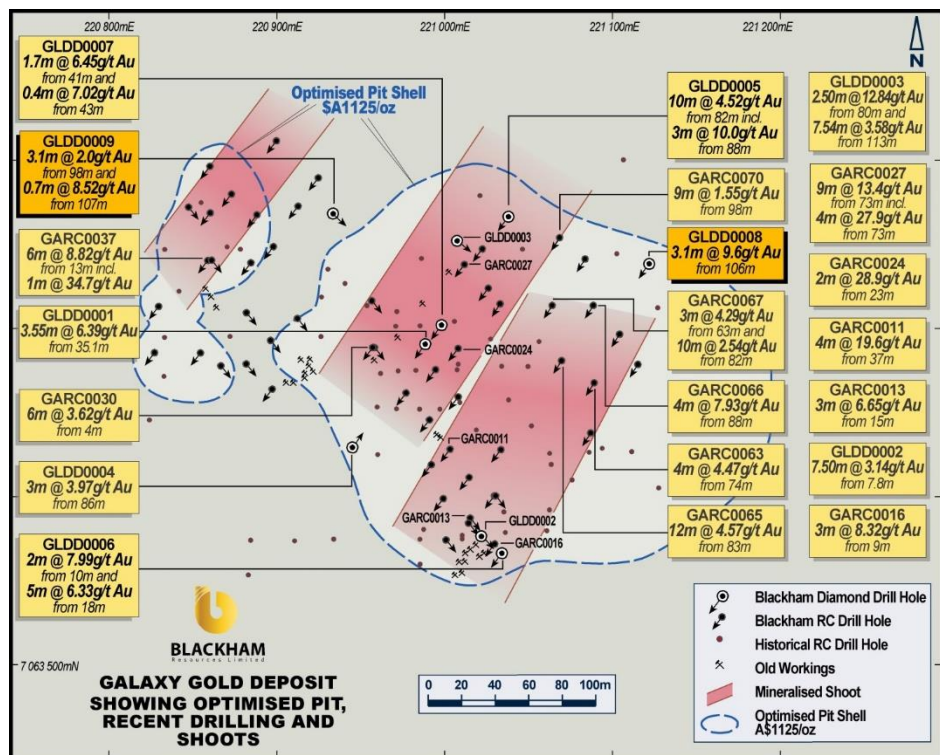 220 800mE
220 900mE
221 000mE
221 100mE
221 200mE
N
GLDD0007
1.7m @ 6.45g/t Au
from 41m and
0.4m @ 7.02g/t Au
from 43m
GLDD0009
3.1m @ 2.0g/t Au
from 98m and
0.7m @ 8.52g/t Au
from 107m
GARC0037
6m @ 8.82g/t Au
from 13m incl.
1m @ 34.7g/t Au
GLDD0001
3.55m @ 6.39g/t Au
from 35.1m
GARC0030
6m @ 3.62g/t Au
from 4m
GLDD0004
3m @ 3.97g/t Au
from 86m
GLDD0006
2m @ 7.99g/t Au
from 10m and
5m @ 6.33g/t Au
from 18m
Optimised Pit Shell
$A1125/oz
GLDD0003
GARC0027
GARC0024
GARC0011
GARC0013
GLDD0002
GARC0016
GLDD0005
10m @ 4.52g/t Au
from 82m incl.
3m @ 10.0g/t Au
from 88m
GARC0070
9m @ 1.55g/t Au
from 98m
GLDD0008
3.1m @ 9.6g/t Au
from 106m
GARC0067
3m @ 4.29g/t Au
from 63m and
10m @ 2.54g/t Au
from 82m
GARC0066
4m @ 7.93g/t Au
from 88m
GARC0063
4m @ 4.47g/t Au
from 74m
GARC0065
12m @ 4.57g/t Au
from 83m
GLDD0003
2.50m @ 12.84g/t Au
from 80m and
7.54m @ 3.58g/t Au
from 113m
GARC0027
9m @ 13.4g/t Au
from 73m incl.
4m @ 27.9g/t Au
from 73m
GARC0024
2m @ 28.9g/t Au
from 23m
GARC0011
4m @ 19.6g/t Au
from 37m
GARC0013
3m @ 6.65g/t Au
from 15m
GLDD0002
7.50m @ 3.14g/t Au
from 7.8m
GARC0016
3m @ 8.32g/t Au
from 9m
7 063 500mN
BLACKHAM
Resources Limited
GALAXY GOLD DEPOSIT
SHOWING OPTIMISED PIT,
RECENT DRILLING AND
SHOOTS
0 20 40 60 80 100m
Blackham Diamond Drill Hole
Blackham RC Drill Hole
Historical RC Drill Hole
Old Workings
Mineralised Shoot
Optimised Pit Shell
A$1125/oz